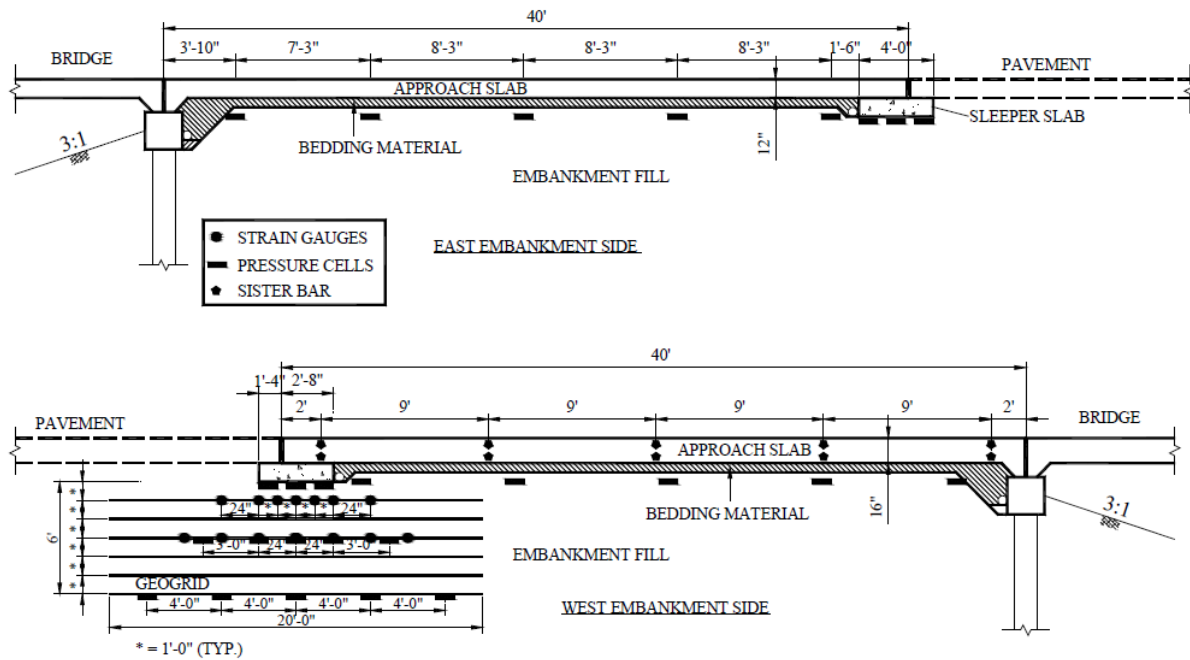 40'
3'-10" 7'-3" 8'-3" 8'-3" 8'-3" 1'-6" 4'-0"
BRIDGE
PAVEMENT
APPROACH SLAB
SLEEPER SLAB
3:1
BEDDING MATERIAL
12"
EMBANKMENT FILL
STRAIN GAUGES
PRESSURE CELLS
SISTER BAR
EAST EMBANKMENT SIDE
40'
1'-4" 2'-8"
2' 9' 9' 9' 9' 2'
PAVEMENT
BRIDGE
APPROACH SLAB
* 24" * * * * 24"
BEDDING MATERIAL
16"
3:1
*
6' * 3'-0" 24" 24" 3'-0"
EMBANKMENT FILL
*
* GEOGRID
* 4'-0" 4'-0" 4'-0" 4'-0"
WEST EMBANKMENT SIDE
20'-0"
* = 1'-0" (TYP.)